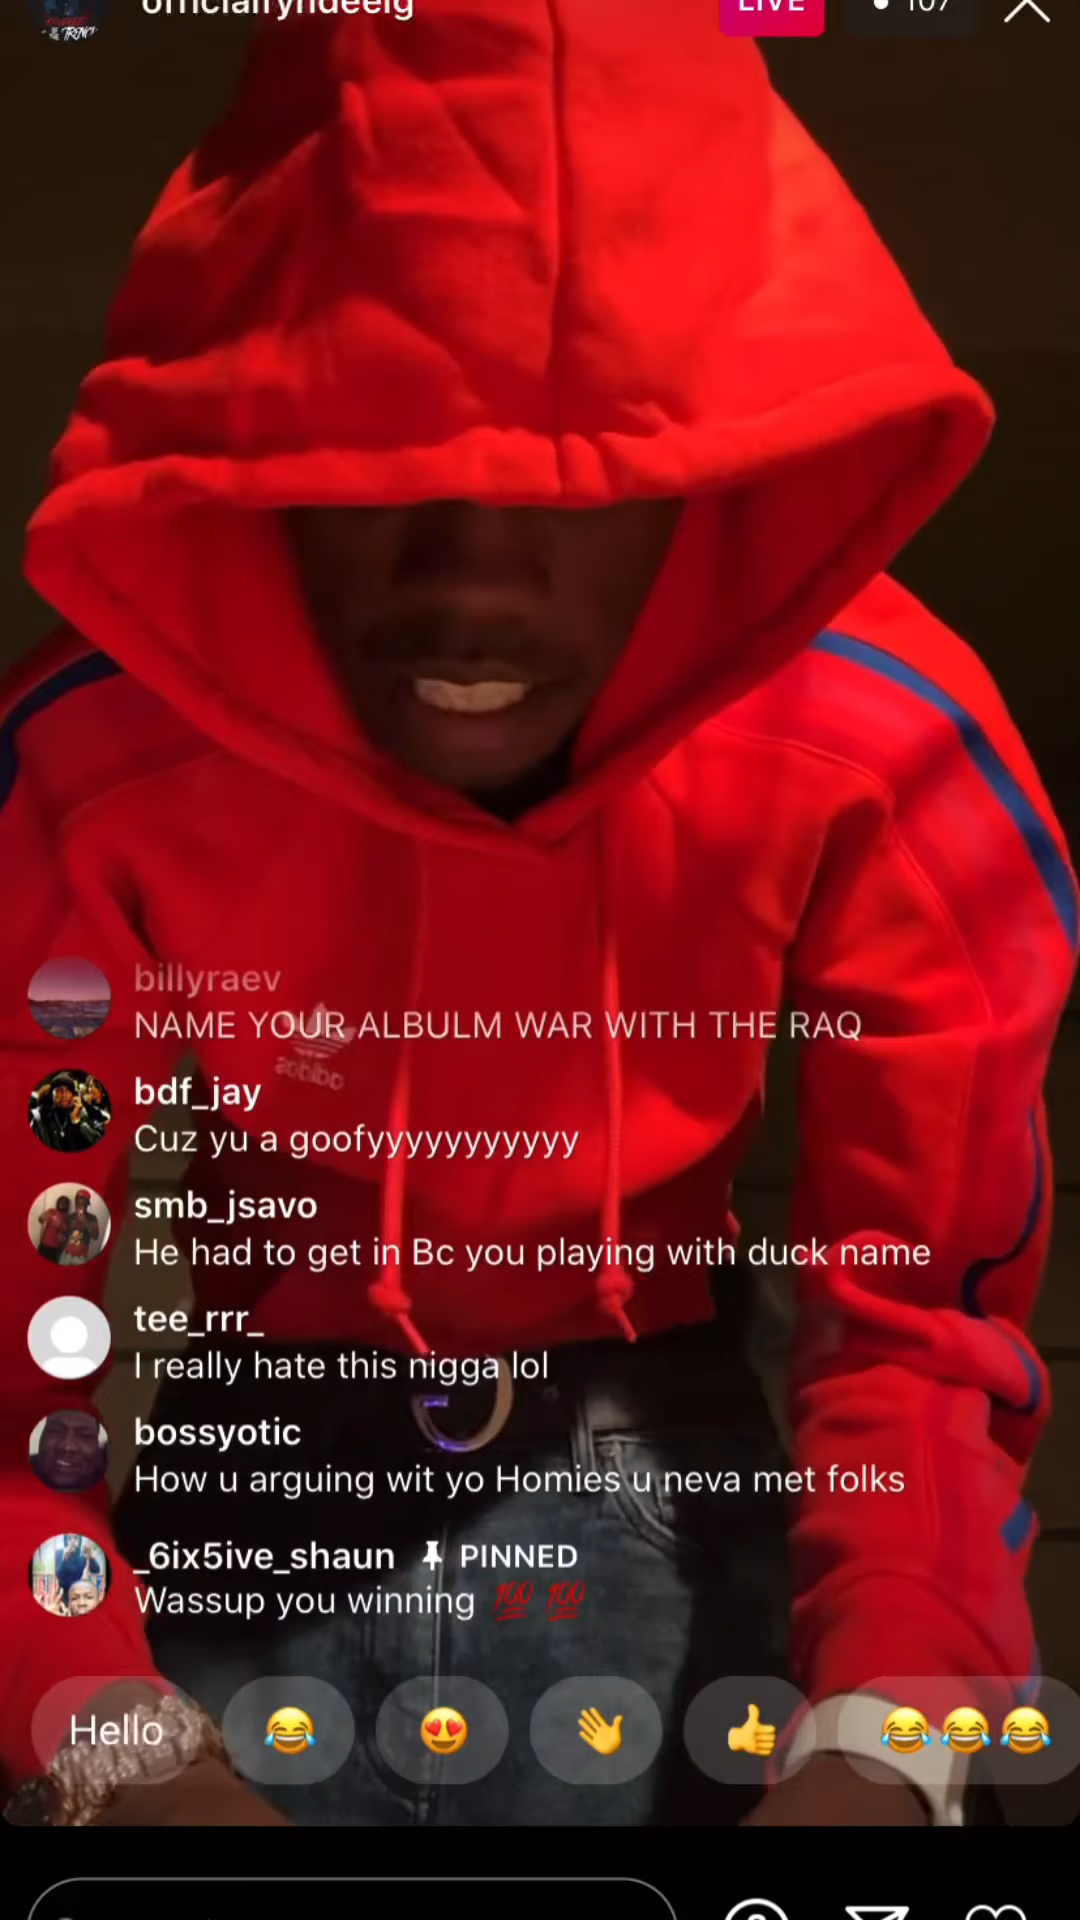 LIVE
107
billyraev
NAME YOUR ALBULM WAR WITH THE RAQ
bdf_jay
Cuz yu a goofyyyyyyyyyyy
smb_jsavo
He had to get in Bc you playing with duck name
tee_rrr_
I really hate this nigga lol
bossyotic
How u arguing wit yo Homies u neva met folks
_6ix5ive_shaun PINNED
Wassup you winning 💯 💯
Hello 😂 😍 👋 👍 😂😂😂